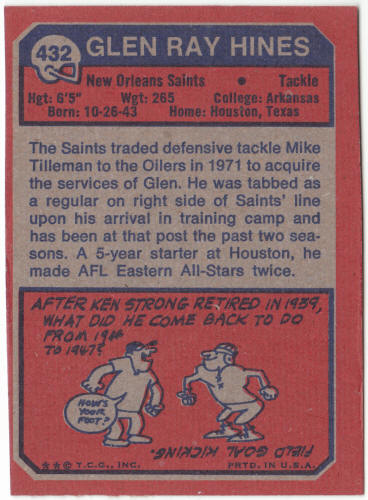 432 GLEN RAY HINES
New Orleans Saints • Tackle
Hgt: 6'5" Wgt: 265 College: Arkansas
Born: 10-26-43 Home: Houston, Texas
The Saints traded defensive tackle Mike
Tilleman to the Oilers in 1971 to acquire
the services of Glen. He was tabbed as
a regular on right side of Saints' line
upon his arrival in training camp and
has been at that post the past two sea-
sons. A 5-year starter at Houston, he
made AFL Eastern All-Stars twice.
AFTER KEN STRONG RETIRED IN 1939,
WHAT DID HE COME BACK TO DO
FROM 1944
TO 1947?
HOW'S
YOUR
FOOT?
FIELD GOAL KICKING.
★★© T.C.G., INC. PRTD. IN U.S.A.